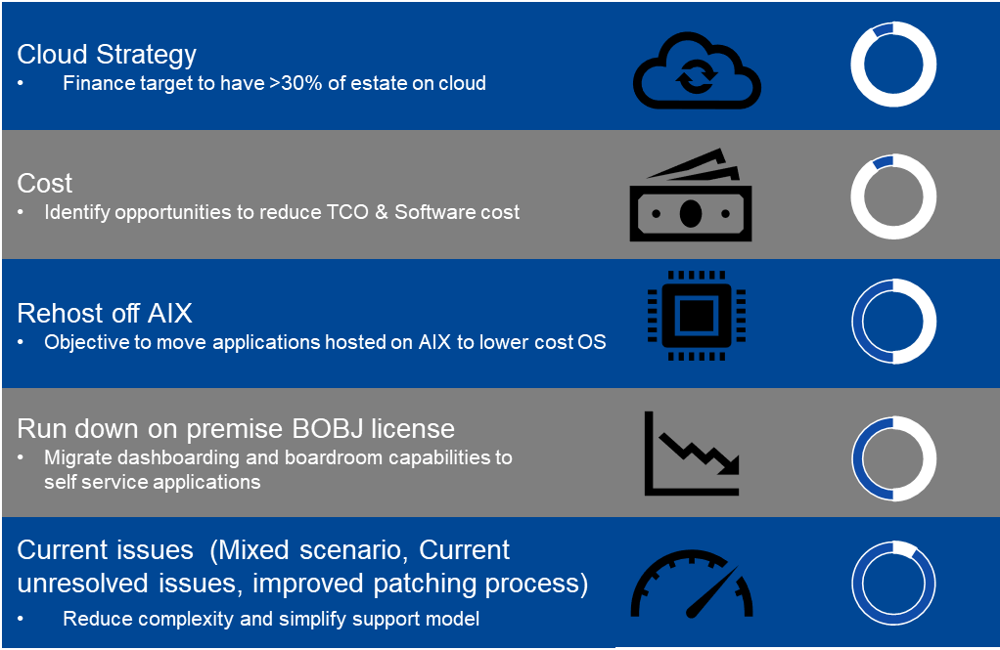 Cloud Strategy
• Finance target to have >30% of estate on cloud
Cost
• Identify opportunities to reduce TCO & Software cost
Rehost off AIX
• Objective to move applications hosted on AIX to lower cost OS
Run down on premise BOBJ license
• Migrate dashboarding and boardroom capabilities to
self service applications
Current issues (Mixed scenario, Current
unresolved issues, improved patching process)
• Reduce complexity and simplify support model